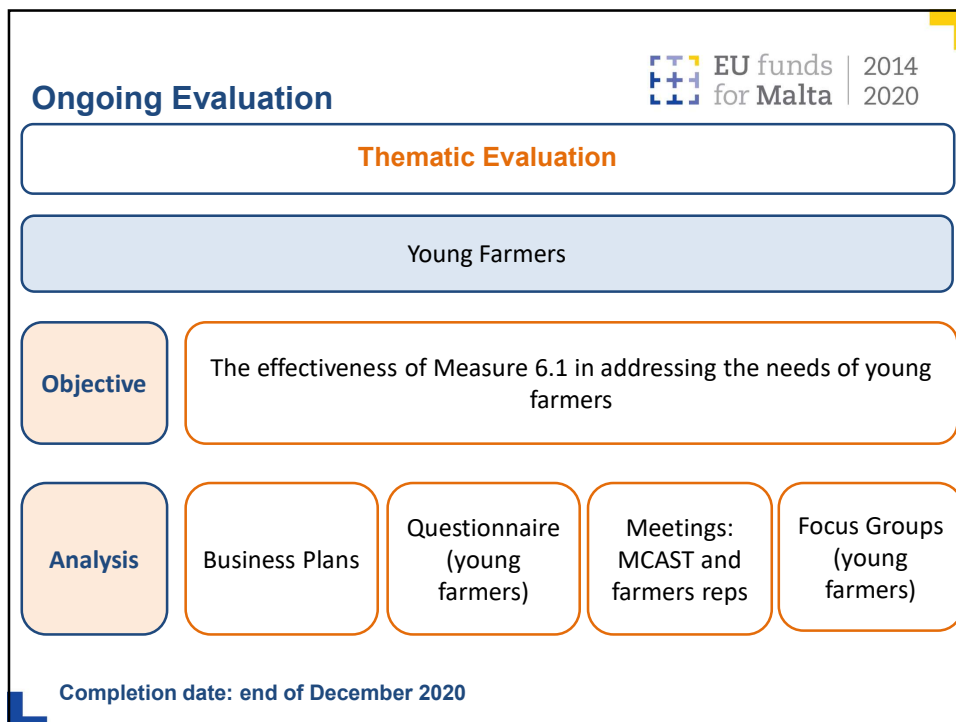 EU funds
for Malta
2014
2020
Ongoing Evaluation
Thematic Evaluation
Young Farmers
Objective
The effectiveness of Measure 6.1 in addressing the needs of young
farmers
Analysis
Business Plans
Questionnaire
(young
farmers)
Meetings:
MCAST and
farmers reps
Focus Groups
(young
farmers)
Completion date: end of December 2020